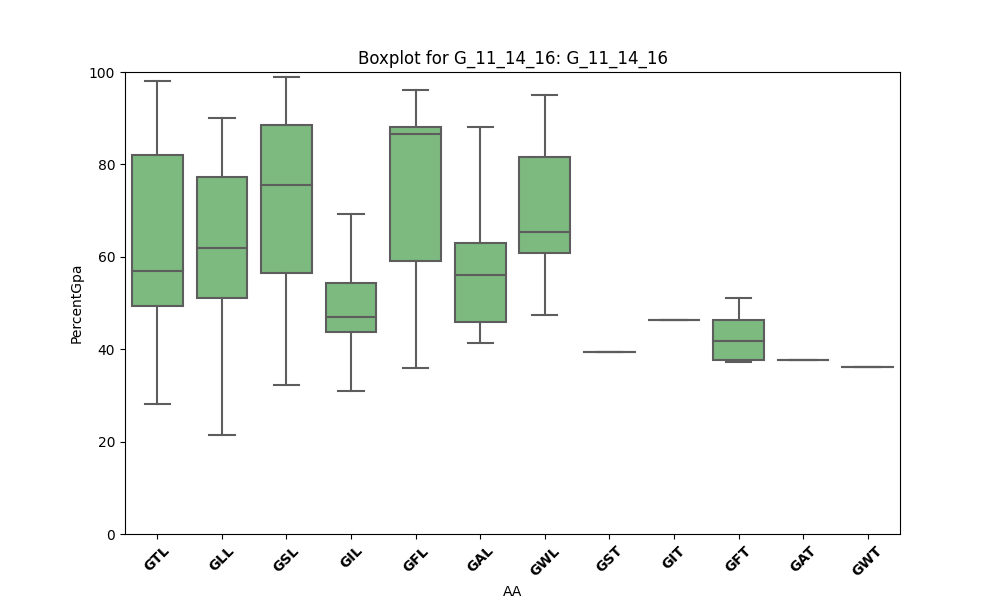 Boxplot for G_11_14_16: G_11_14_16
PercentGpa
100
80
60
40
20
0
GTL GLL GSL GIL GFL GAL GWL GST GIT GFT GAT GWT
AA